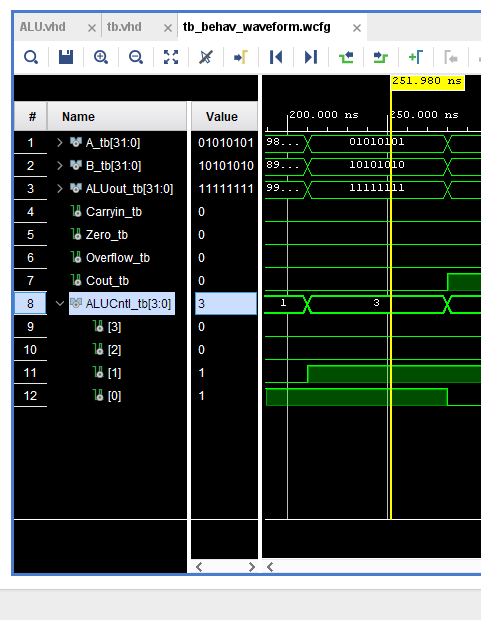 ALU.vhd × tb.vhd × tb_behav_waveform.wcfg ×
251.980 ns
# Name Value 200.000 ns 250.000 ns
1 A_tb[31:0] 01010101 98... 01010101
2 B_tb[31:0] 10101010 89... 10101010
3 ALUout_tb[31:0] 11111111 99... 11111111
4 Carryin_tb 0
5 Zero_tb 0
6 Overflow_tb 0
7 Cout_tb 0
8 ALUCntl_tb[3:0] 3 1 3
9 [3] 0
10 [2] 0
11 [1] 1
12 [0] 1